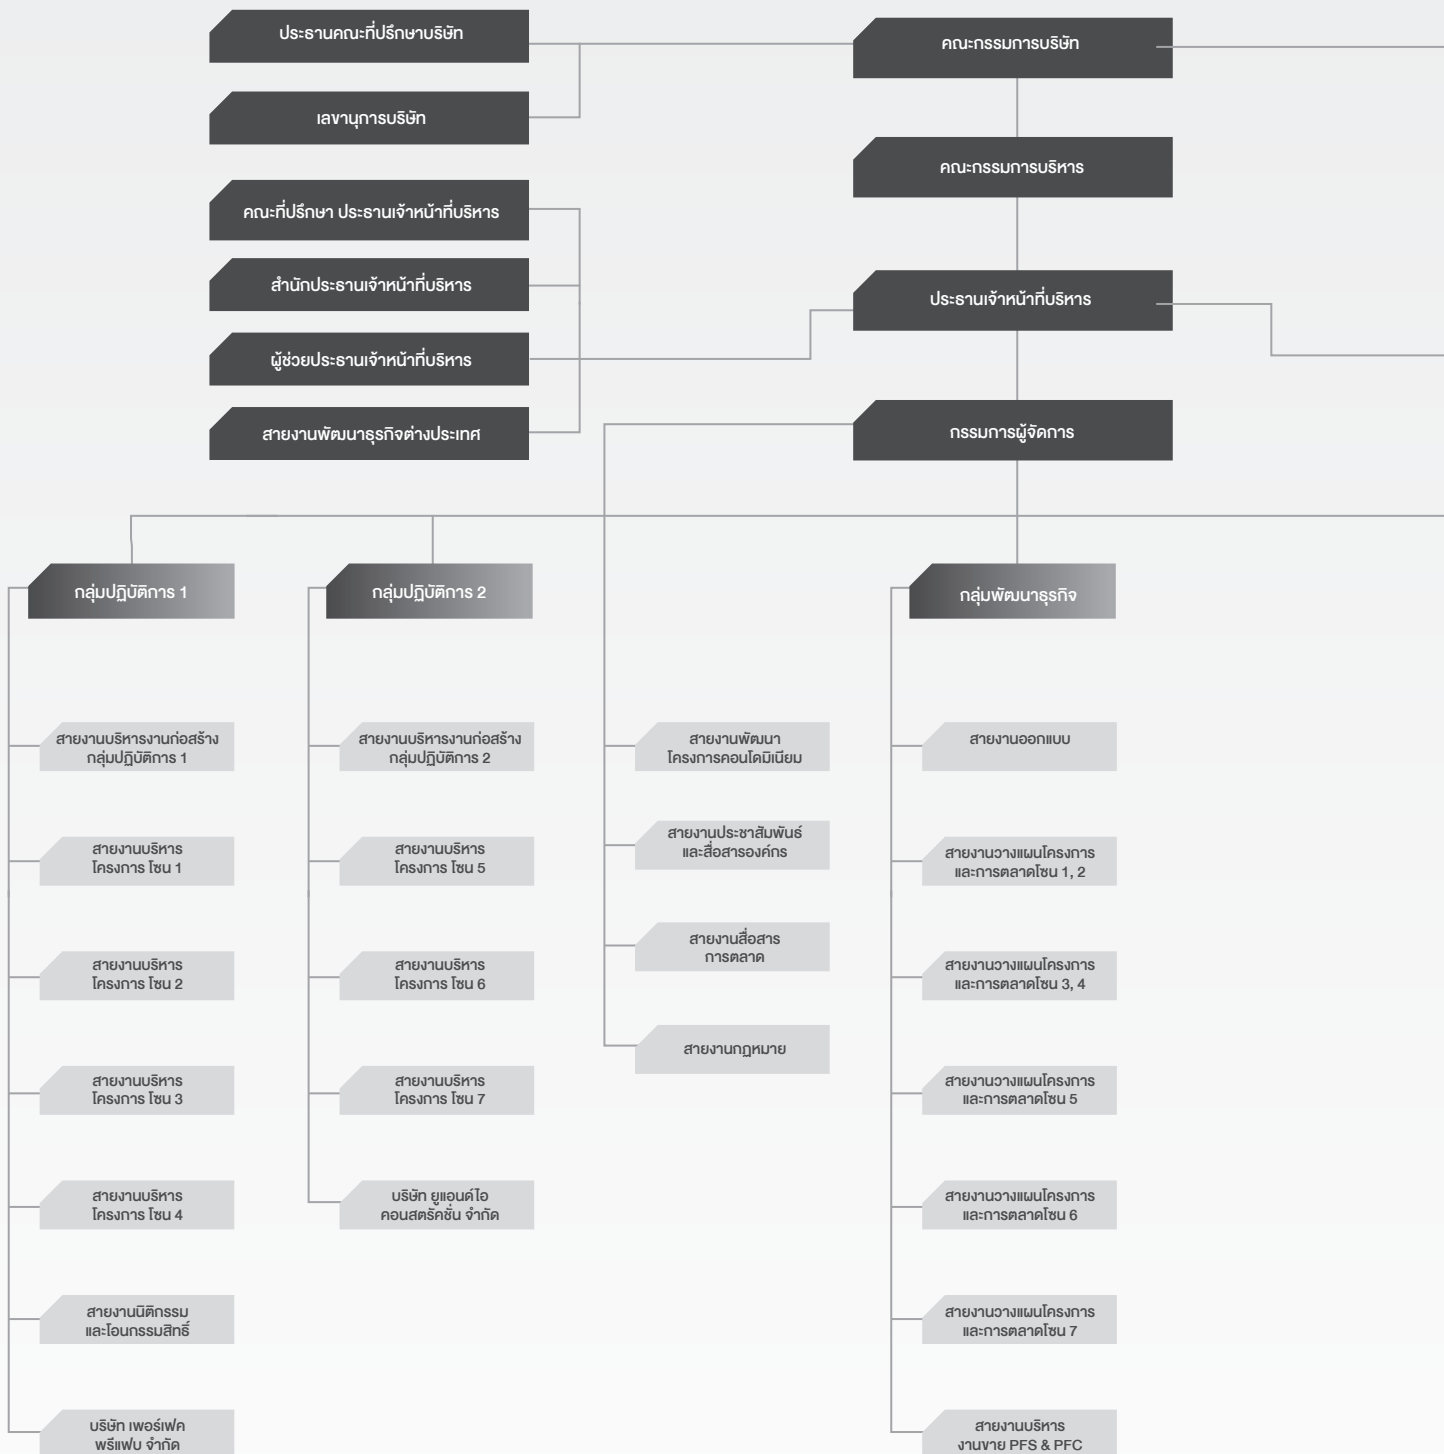 ประธานคณะที่ปรึกษาบริษัท
คณะกรรมการบริษัท
เลขานุการบริษัท
คณะกรรมการบริหาร
คณะที่ปรึกษา ประธานเจ้าหน้าที่บริหาร
สำนักประธานเจ้าหน้าที่บริหาร
ประธานเจ้าหน้าที่บริหาร
ผู้ช่วยประธานเจ้าหน้าที่บริหาร
สายงานพัฒนาธุรกิจต่างประเทศ
กรรมการผู้จัดการ
กลุ่มปฏิบัติการ 1
สายงานบริหารงานก่อสร้าง
กลุ่มปฏิบัติการ 1
สายงานบริหาร
โครงการ โซน 1
สายงานบริหาร
โครงการ โซน 2
สายงานบริหาร
โครงการ โซน 3
สายงานบริหาร
โครงการ โซน 4
สายงานนิติกรรม
และโอนกรรมสิทธิ์
บริษัท เพอร์เฟค
พรีแฟบ จำกัด
กลุ่มปฏิบัติการ 2
สายงานบริหารงานก่อสร้าง
กลุ่มปฏิบัติการ 2
สายงานบริหาร
โครงการ โซน 5
สายงานบริหาร
โครงการ โซน 6
สายงานบริหาร
โครงการ โซน 7
บริษัท ยูแอนด์ไอ
คอนสตรัคชั่น จำกัด
สายงานพัฒนา
โครงการคอนโดมิเนียม
สายงานประชาสัมพันธ์
และสื่อสารองค์กร
สายงานสื่อสาร
การตลาด
สายงานกฎหมาย
กลุ่มพัฒนาธุรกิจ
สายงานออกแบบ
สายงานวางแผนโครงการ
และการตลาดโซน 1, 2
สายงานวางแผนโครงการ
และการตลาดโซน 3, 4
สายงานวางแผนโครงการ
และการตลาดโซน 5
สายงานวางแผนโครงการ
และการตลาดโซน 6
สายงานวางแผนโครงการ
และการตลาดโซน 7
สายงานบริหาร
งานขาย PFS & PFC